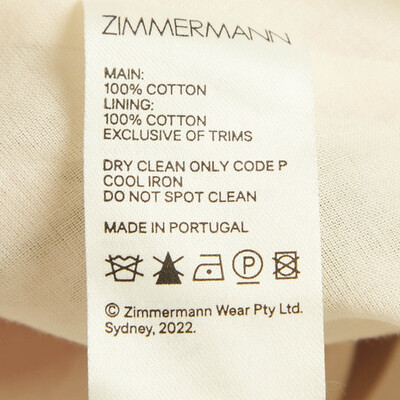 ZIMMERMANN
MAIN:
100% COTTON
LINING:
100% COTTON
EXCLUSIVE OF TRIMS
DRY CLEAN ONLY CODE P
COOL IRON
DO NOT SPOT CLEAN
MADE IN PORTUGAL
P
© Zimmermann Wear Pty Ltd.
Sydney, 2022.